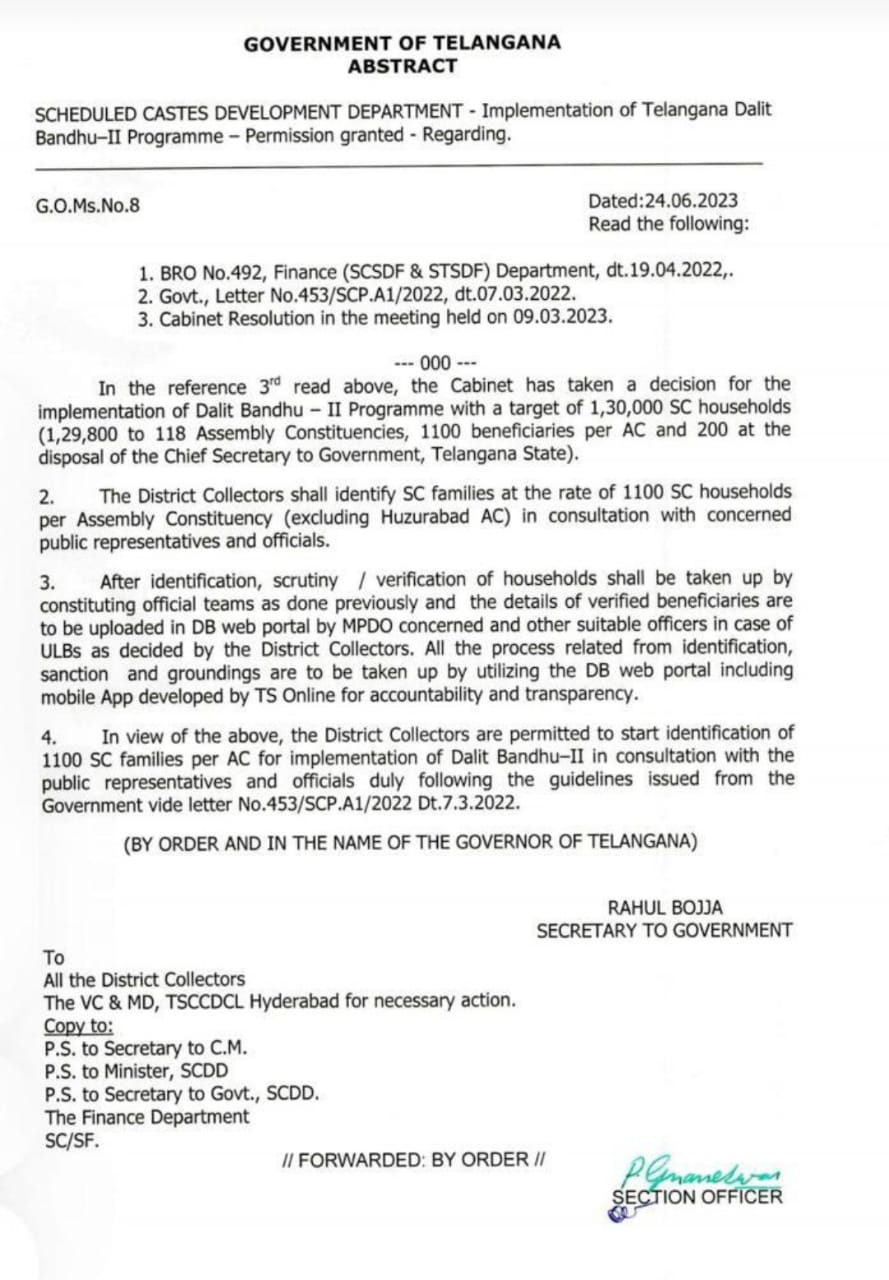 GOVERNMENT OF TELANGANA
ABSTRACT
SCHEDULED CASTES DEVELOPMENT DEPARTMENT - Implementation of Telangana Dalit
Bandhu–II Programme – Permission granted - Regarding.
G.O.Ms.No.8
Dated:24.06.2023
Read the following:
1. BRO No.492, Finance (SCSDF & STSDF) Department, dt.19.04.2022,.
2. Govt., Letter No.453/SCP.A1/2022, dt.07.03.2022.
3. Cabinet Resolution in the meeting held on 09.03.2023.
--- 000 ---
In the reference 3rd read above, the Cabinet has taken a decision for the
implementation of Dalit Bandhu – II Programme with a target of 1,30,000 SC households
(1,29,800 to 118 Assembly Constituencies, 1100 beneficiaries per AC and 200 at the
disposal of the Chief Secretary to Government, Telangana State).
2. The District Collectors shall identify SC families at the rate of 1100 SC households
per Assembly Constituency (excluding Huzurabad AC) in consultation with concerned
public representatives and officials.
3. After identification, scrutiny / verification of households shall be taken up by
constituting official teams as done previously and the details of verified beneficiaries are
to be uploaded in DB web portal by MPDO concerned and other suitable officers in case of
ULBs as decided by the District Collectors. All the process related from identification,
sanction and groundings are to be taken up by utilizing the DB web portal including
mobile App developed by TS Online for accountability and transparency.
4. In view of the above, the District Collectors are permitted to start identification of
1100 SC families per AC for implementation of Dalit Bandhu–II in consultation with the
public representatives and officials duly following the guidelines issued from the
Government vide letter No.453/SCP.A1/2022 Dt.7.3.2022.
(BY ORDER AND IN THE NAME OF THE GOVERNOR OF TELANGANA)
RAHUL BOJJA
SECRETARY TO GOVERNMENT
To
All the District Collectors
The VC & MD, TSCCDCL Hyderabad for necessary action.
Copy to:
P.S. to Secretary to C.M.
P.S. to Minister, SCDD
P.S. to Secretary to Govt., SCDD.
The Finance Department
SC/SF.
// FORWARDED: BY ORDER //
P. Gnaneswar
SECTION OFFICER